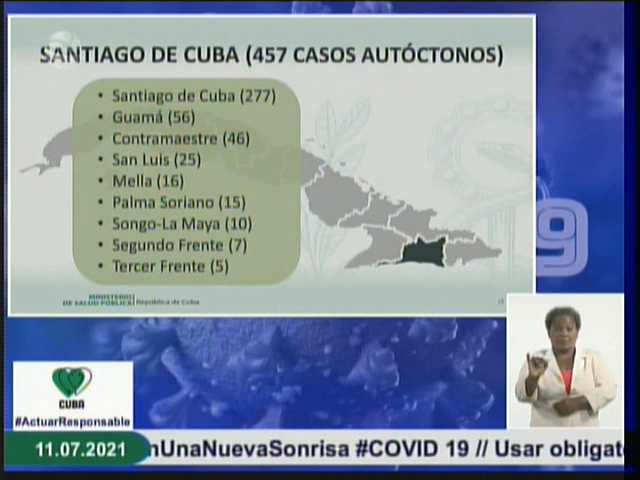 SANTIAGO DE CUBA (457 CASOS AUTÓCTONOS)
• Santiago de Cuba (277)
• Guamá (56)
• Contramaestre (46)
• San Luis (25)
• Mella (16)
• Palma Soriano (15)
• Songo-La Maya (10)
• Segundo Frente (7)
• Tercer Frente (5)
MINISTERIO
DE SALUD PÚBLICA República de Cuba
9
CUBA
#ActuarResponsable
11.07.2021 nUnaNuevaSonrisa #COVID 19 // Usar obligat